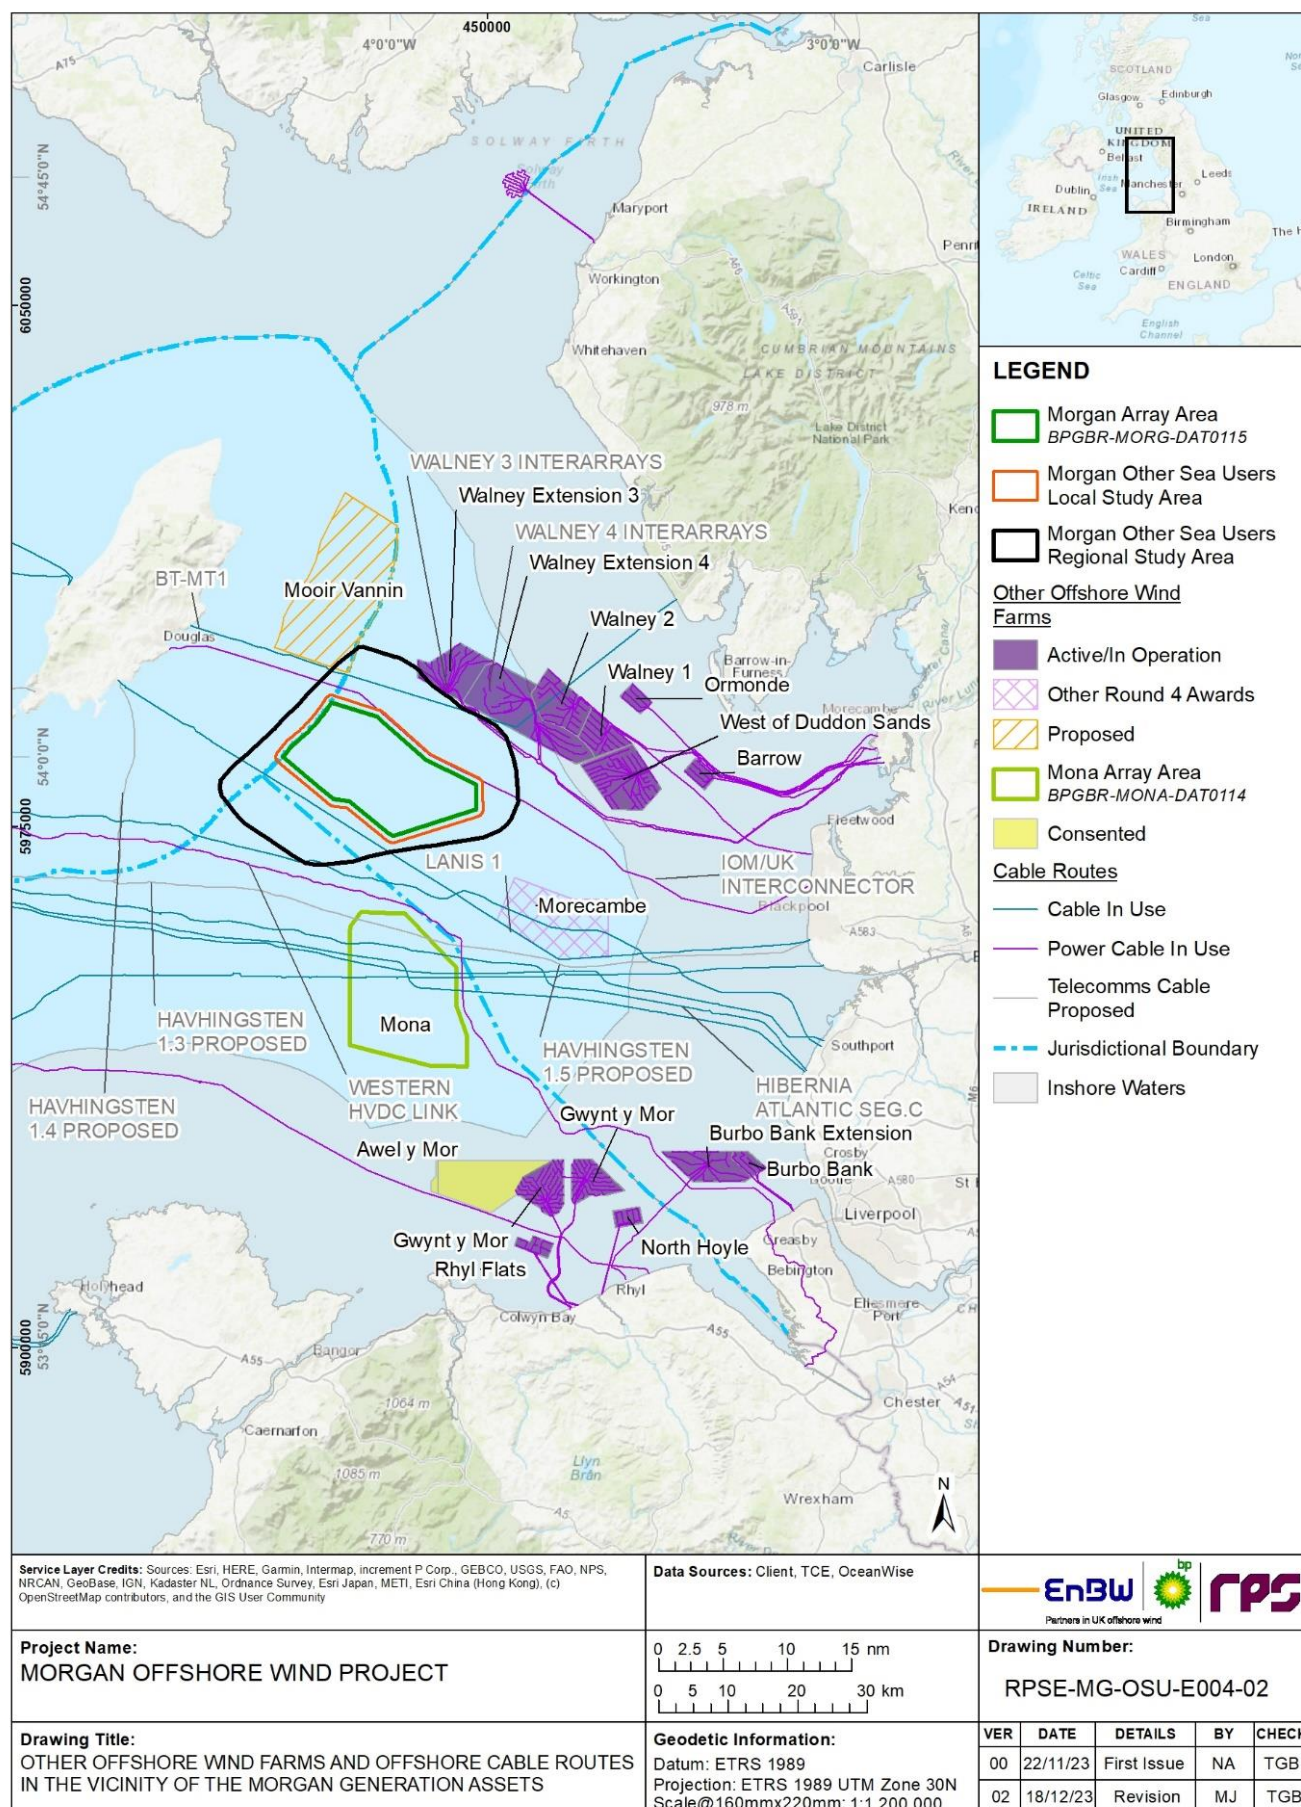 450000
4°0'0"W
3°0'0"W
A75
Carlisle
SOLWAY FIRTH
Solway
54°45'0"N
Maryport
Workington
A66
A591
6050000
Whitehaven
CUMBRIAN MOUNTAINS
LAKE DISTRICT
978 m
Lake District
National Park
WALNEY 3 INTERARRAYS
Walney Extension 3
WALNEY 4 INTERARRAYS
Walney Extension 4
BT-MT1
Mooir Vannin
Douglas
Walney 2
Walney 1
Barrow-in-
Furness
Ormonde
Morecambe
West of Duddon Sands
Barrow
54°0'0"N
5975000
Fleetwood
LANIS 1
IOM/UK
INTERCONNECTOR
Blackpool
Morecambe
A583
Mona
HAVHINGSTEN
1.3 PROPOSED
HAVHINGSTEN
1.5 PROPOSED
Southport
HAVHINGSTEN
1.4 PROPOSED
WESTERN
HVDC LINK
HIBERNIA
ATLANTIC SEG.C
Gwynt y Mor
Awel y Mor
Burbo Bank Extension
Crosby
Burbo Bank
Bootle
A580
Liverpool
Gwynt y Mor
North Hoyle
Greasby
Rhyl Flats
Bebington
Holyhead
Rhyl
Colwyn Bay
Ellesmere
Port
5900000
A55
A55
Bangor
Chester
A54
1064 m
Caernarfon
Llyn
Brân
1085 m
Wrexham
A5
770 m
N
SCOTLAND
Glasgow
Edinburgh
UNITED
KINGDOM
Belfast
Irish
Sea
Leeds
Dublin
Manchester
IRELAND
Birmingham
WALES
London
Cardiff
ENGLAND
Celtic
Sea
English
Channel
LEGEND
Morgan Array Area
BPGBR-MORG-DAT0115
Morgan Other Sea Users
Local Study Area
Morgan Other Sea Users
Regional Study Area
Other Offshore Wind
Farms
Active/In Operation
Other Round 4 Awards
Proposed
Mona Array Area
BPGBR-MONA-DAT0114
Consented
Cable Routes
Cable In Use
Power Cable In Use
Telecomms Cable
Proposed
Jurisdictional Boundary
Inshore Waters
Service Layer Credits: Sources: Esri, HERE, Garmin, Intermap, increment P Corp., GEBCO, USGS, FAO, NPS,
NRCAN, GeoBase, IGN, Kadaster NL, Ordnance Survey, Esri Japan, METI, Esri China (Hong Kong), (c)
OpenStreetMap contributors, and the GIS User Community
Data Sources: Client, TCE, OceanWise
EnBW
bp
rps
Partners in UK offshore wind
Project Name:
MORGAN OFFSHORE WIND PROJECT
0 2.5 5 10 15 nm
0 5 10 20 30 km
Drawing Number:
RPSE-MG-OSU-E004-02
Drawing Title:
OTHER OFFSHORE WIND FARMS AND OFFSHORE CABLE ROUTES
IN THE VICINITY OF THE MORGAN GENERATION ASSETS
Geodetic Information:
Datum: ETRS 1989
Projection: ETRS 1989 UTM Zone 30N
Scale@160mmx220mm: 1:1,200,000
VER DATE DETAILS BY CHECK
00 22/11/23 First Issue NA TGB
02 18/12/23 Revision MJ TGB